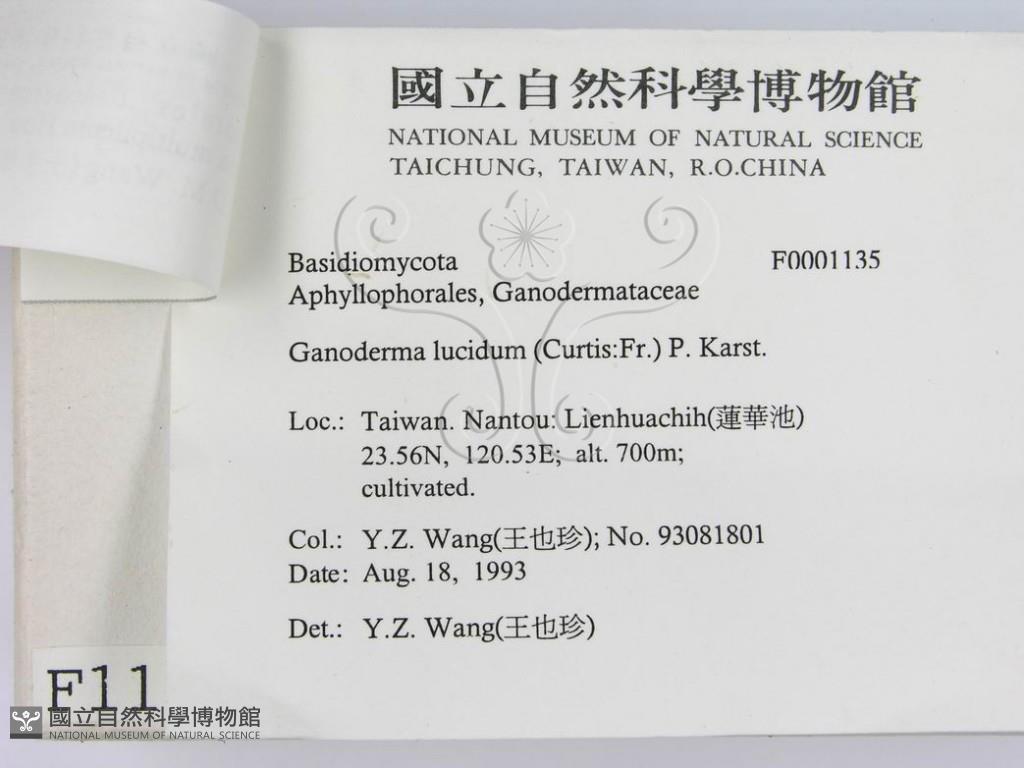 國立自然科學博物館
NATIONAL MUSEUM OF NATURAL SCIENCE
TAICHUNG, TAIWAN, R.O.CHINA
Basidiomycota F0001135
Aphyllophorales, Ganodermataceae
Ganoderma lucidum (Curtis:Fr.) P. Karst.
Loc.: Taiwan. Nantou: Lienhuachih(蓮華池)
23.56N, 120.53E; alt. 700m;
cultivated.
Col.: Y.Z. Wang(王也珍); No. 93081801
Date: Aug. 18, 1993
Det.: Y.Z. Wang(王也珍)
F11
國立自然科學博物館
NATIONAL MUSEUM OF NATURAL SCIENCE